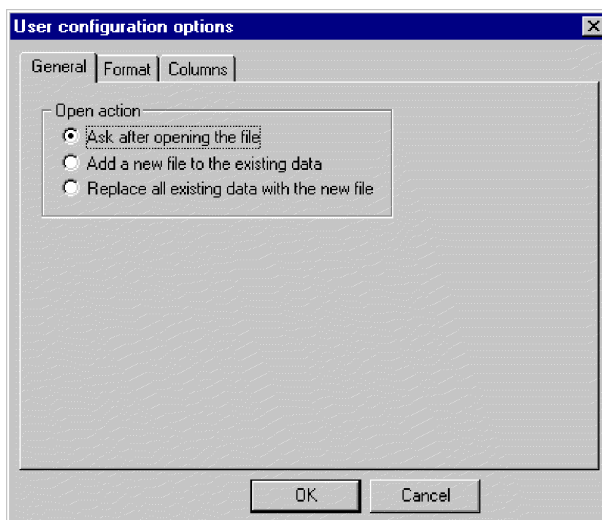 User configuration options
General Format Columns
Open action
Ask after opening the file
Add a new file to the existing data
Replace all existing data with the new file
OK Cancel